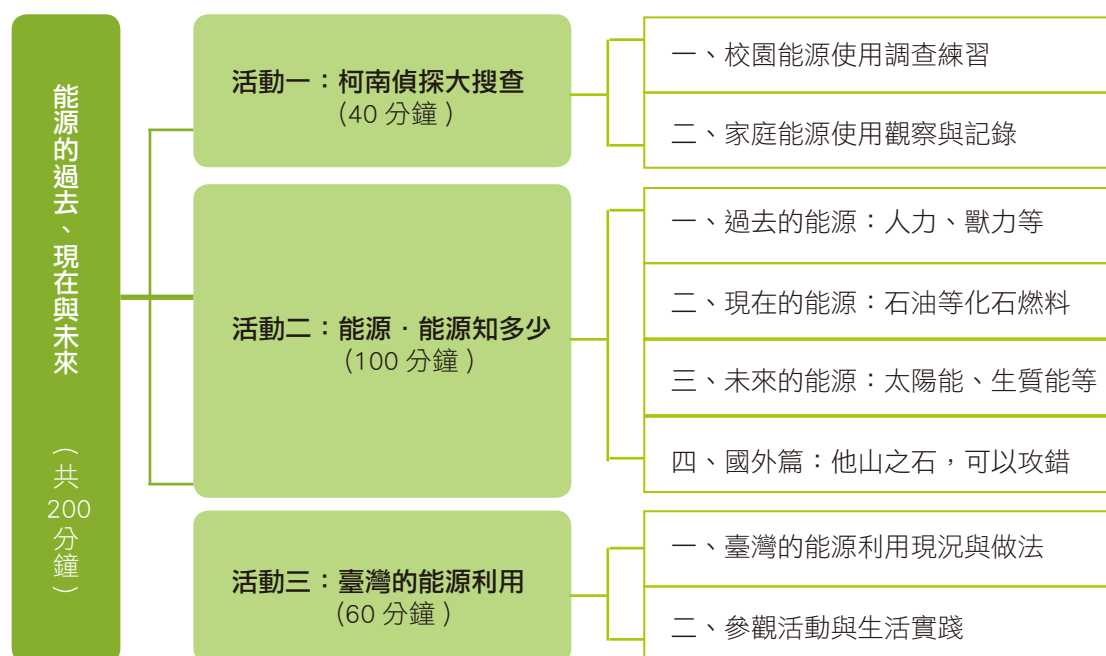 能源的過去、現在與未來
（共200分鐘）
活動一：柯南偵探大搜查
（40 分鐘）
一、校園能源使用調查練習
二、家庭能源使用觀察與記錄
活動二：能源‧能源知多少
（100 分鐘）
一、過去的能源：人力、獸力等
二、現在的能源：石油等化石燃料
三、未來的能源：太陽能、生質能等
四、國外篇：他山之石，可以攻錯
活動三：臺灣的能源利用
（60 分鐘）
一、臺灣的能源利用現況與做法
二、參觀活動與生活實踐